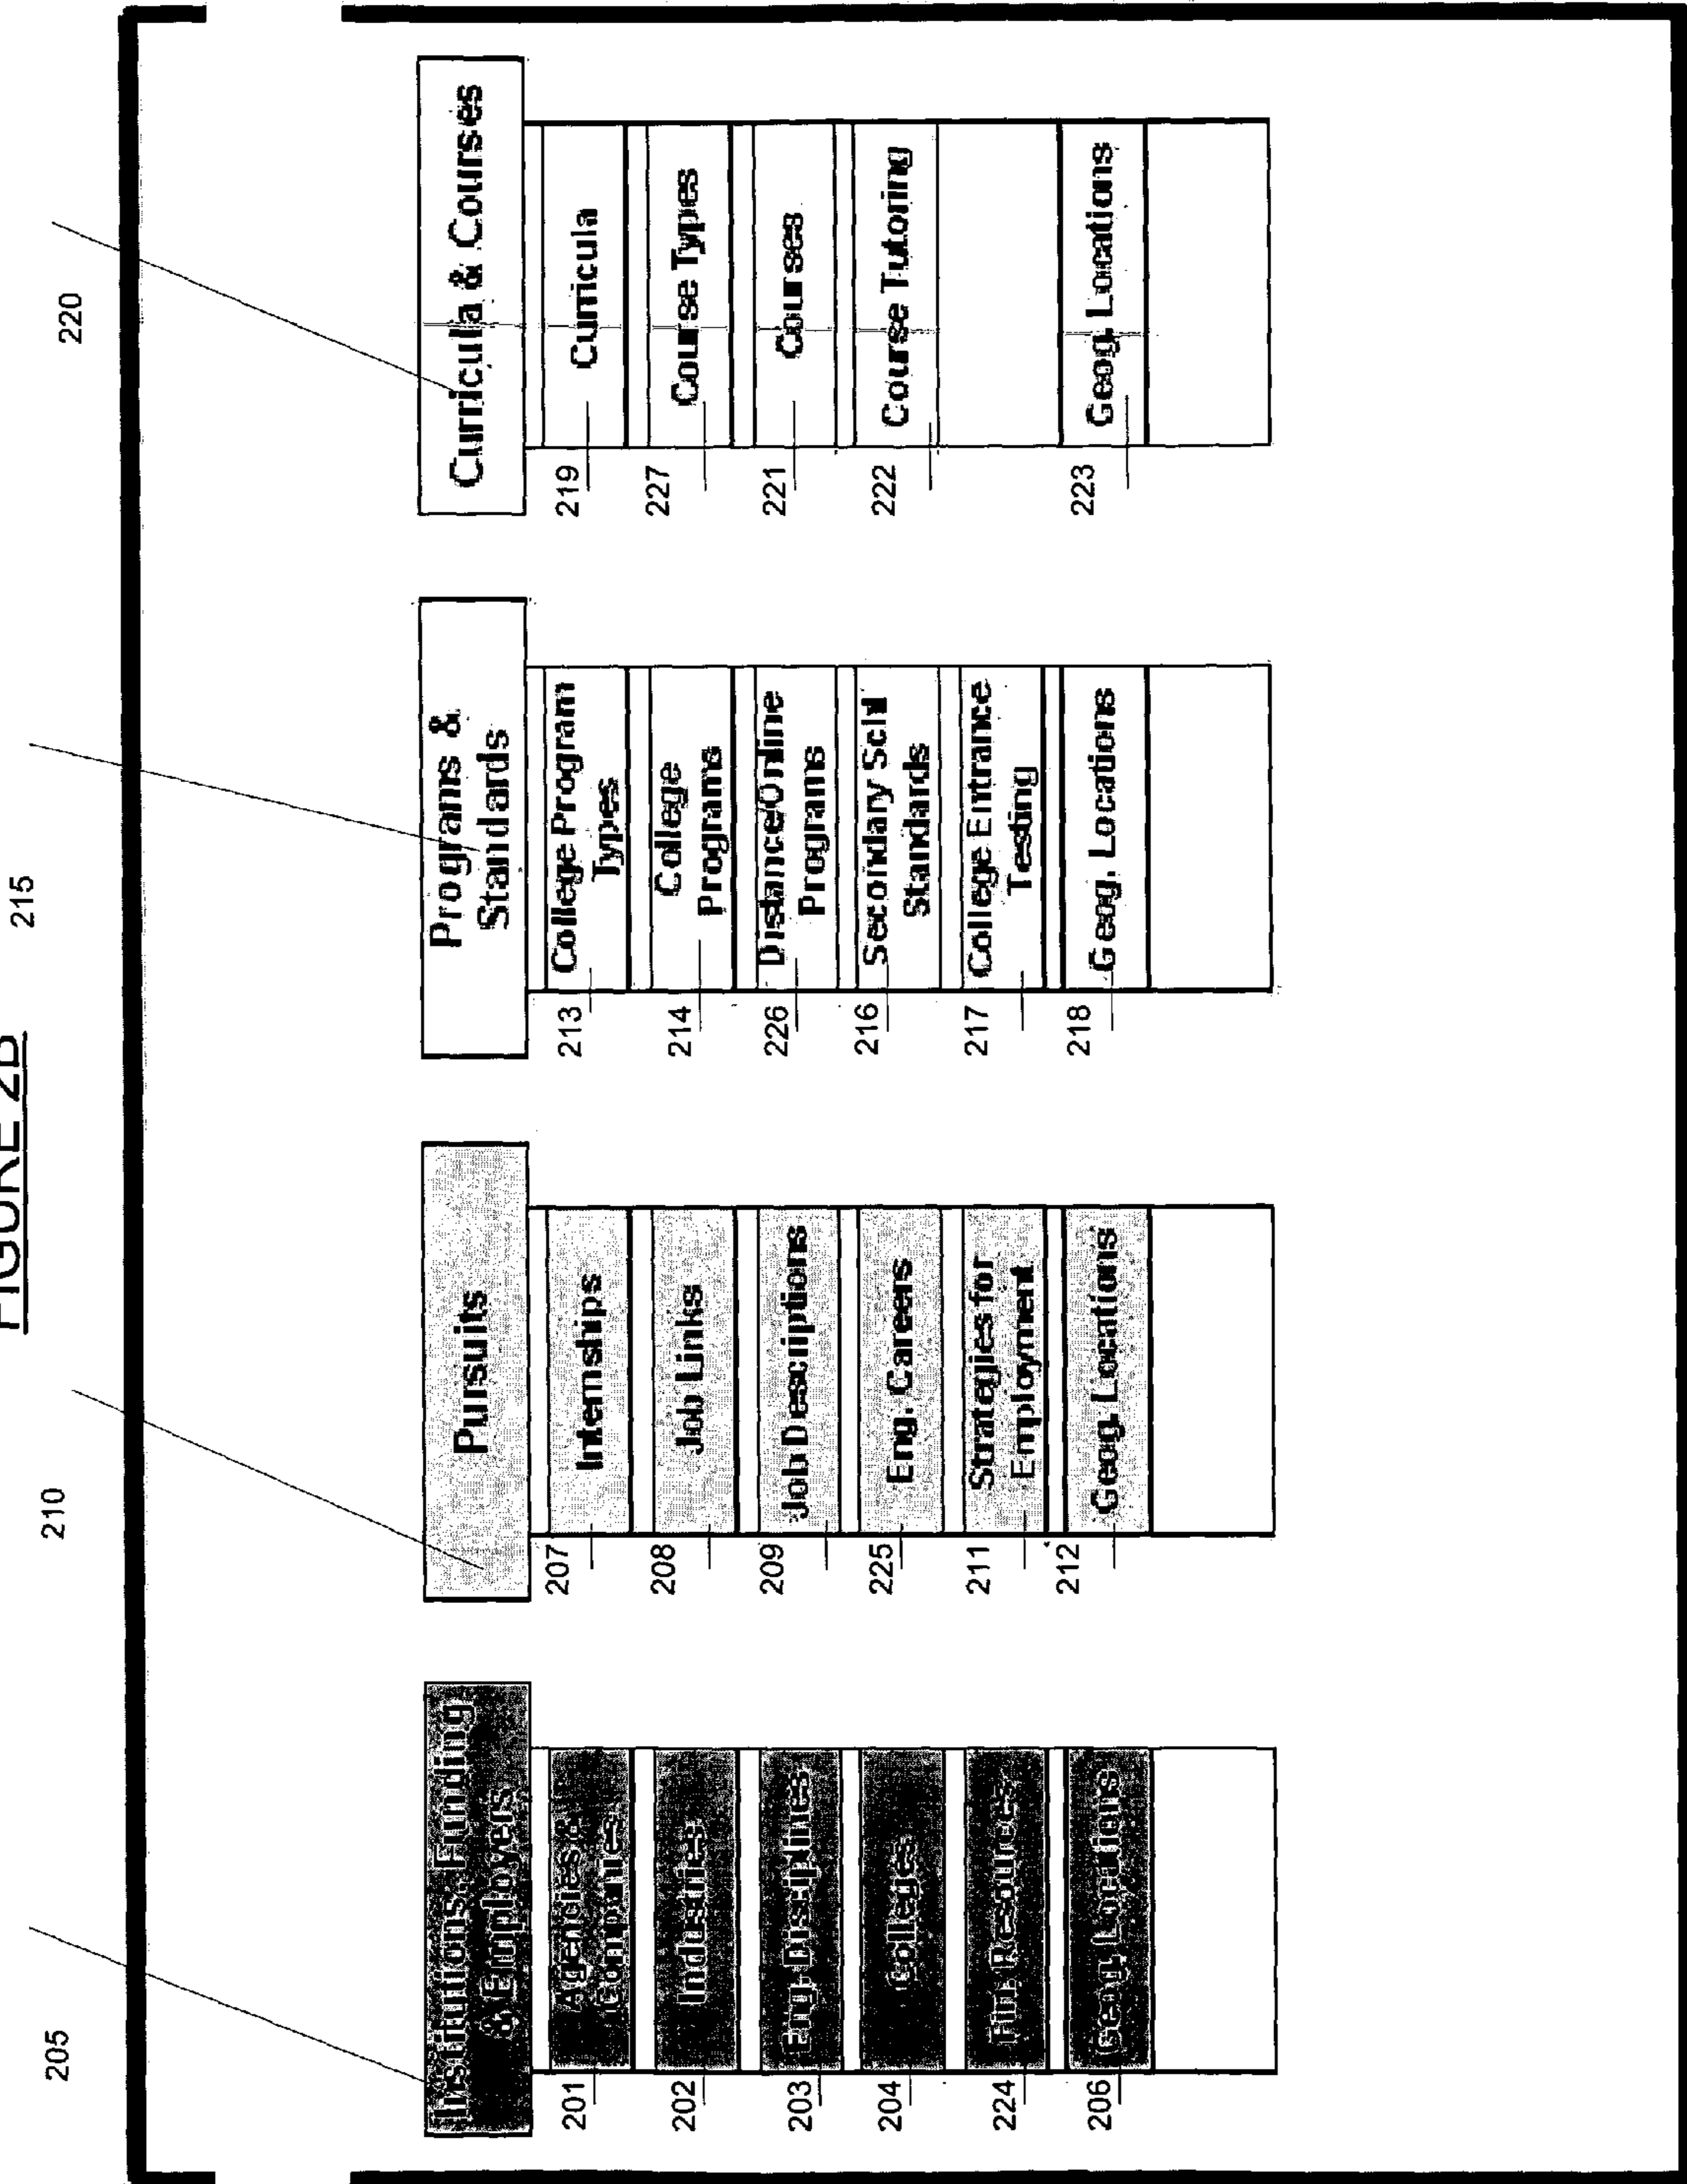 FIGURE 2B
205
210
215
220
Institutions, Funding
& Employers
201
Agencies &
Companies
202
Industries
203
Eng. Disciplines
204
Colleges
224
Fin. Resources
206
Geog. Locations
Pursuits
207
Internships
208
Job Links
209
Job Descriptions
225
Eng. Careers
211
Strategies for
Employment
212
Geog. Locations
Programs &
Standards
213
College Program
Types
214
College
Programs
226
Distance/Online
Programs
216
Secondary Schl
Standards
217
College Entrance
Testing
218
Geog. Locations
Curricula & Courses
219
Curricula
227
Course Types
221
Courses
222
Course Tutoring
223
Geog. Locations